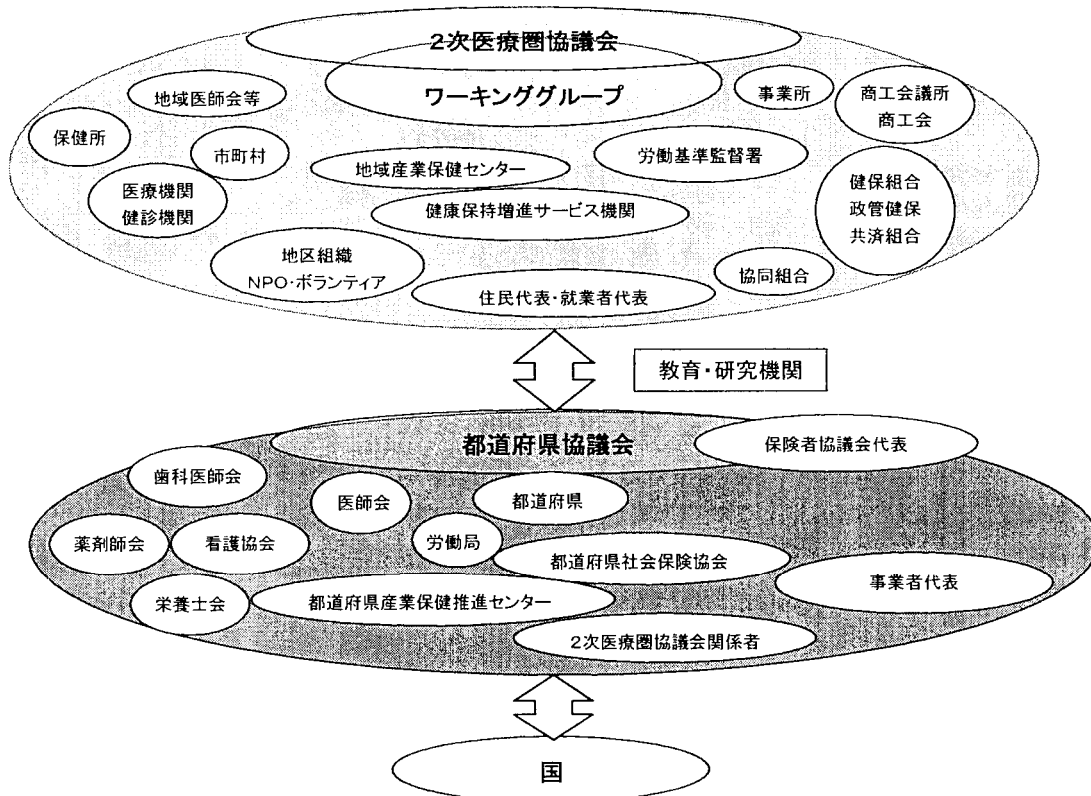 2次医療圏協議会
ワーキンググループ
地域医師会等
事業所
商工会議所
商工会
保健所
市町村
労働基準監督署
地域産業保健センター
医療機関
健診機関
健康保持増進サービス機関
健保組合
政管健保
共済組合
地区組織
NPO・ボランティア
協同組合
住民代表・就業者代表
教育・研究機関
都道府県協議会
保険者協議会代表
歯科医師会
医師会
都道府県
薬剤師会
看護協会
労働局
都道府県社会保険協会
事業者代表
栄養士会
都道府県産業保健推進センター
2次医療圏協議会関係者
国